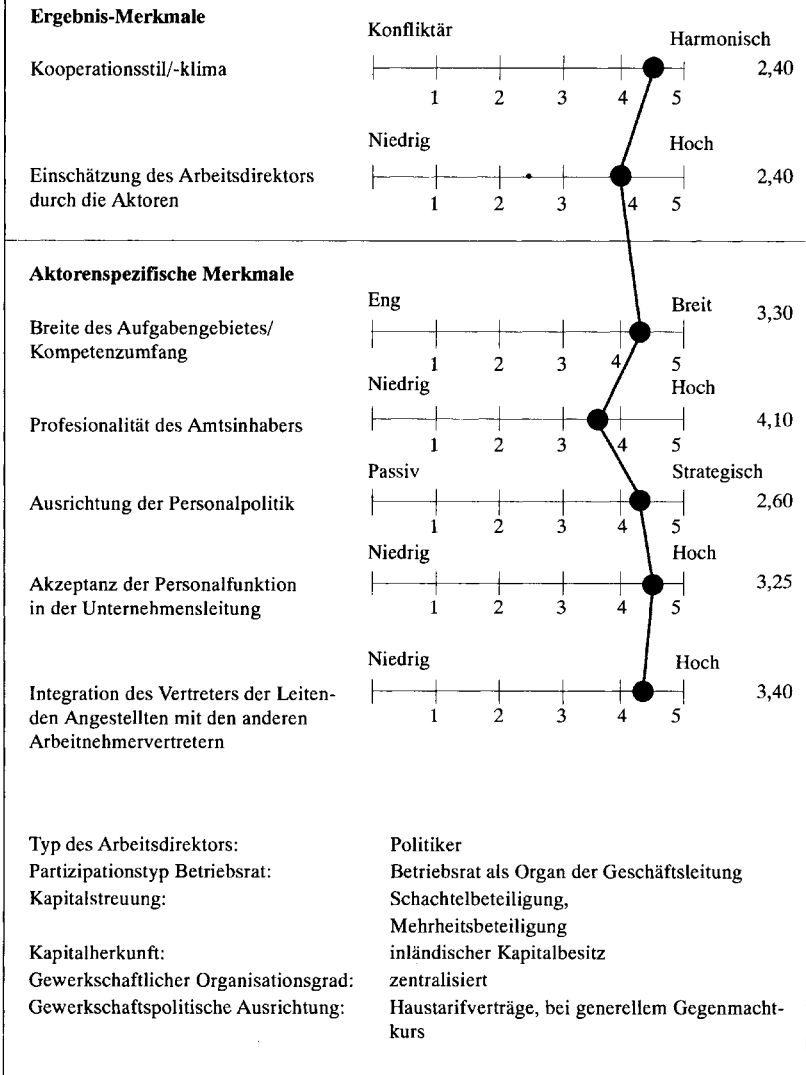 Ergebnis-Merkmale
Konfliktär Harmonisch
Kooperationsstil/-klima 2,40
1 2 3 4 5
Niedrig Hoch
Einschätzung des Arbeitsdirektors 2,40
durch die Aktoren
1 2 3 4 5
Aktorenspezifische Merkmale
Eng Breit 3,30
Breite des Aufgabengebietes/
Kompetenzumfang
1 2 3 4 5
Niedrig Hoch
Profesionalität des Amtsinhabers 4,10
1 2 3 4 5
Passiv Strategisch
Ausrichtung der Personalpolitik 2,60
1 2 3 4 5
Niedrig Hoch
Akzeptanz der Personalfunktion 3,25
in der Unternehmensleitung
1 2 3 4 5
Niedrig Hoch
Integration des Vertreters der Leiten- 3,40
den Angestellten mit den anderen
Arbeitnehmervertretern
1 2 3 4 5
Typ des Arbeitsdirektors: Politiker
Partizipationstyp Betriebsrat: Betriebsrat als Organ der Geschäftsleitung
Kapitalstreuung: Schachtelbeteiligung,
Mehrheitsbeteiligung
Kapitalherkunft: inländischer Kapitalbesitz
Gewerkschaftlicher Organisationsgrad: zentralisiert
Gewerkschaftspolitische Ausrichtung: Haustarifverträge, bei generellem Gegenmacht-
kurs